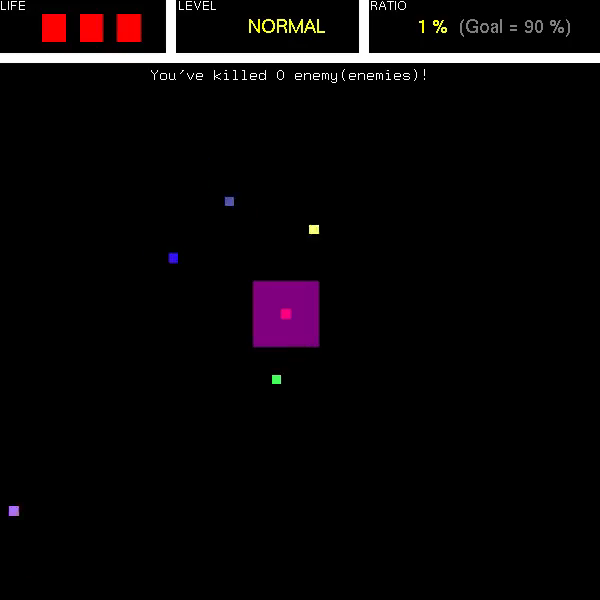 LIFE
LEVEL
NORMAL
RATIO
1 % (Goal = 90 %)
You've killed 0 enemy(enemies)!